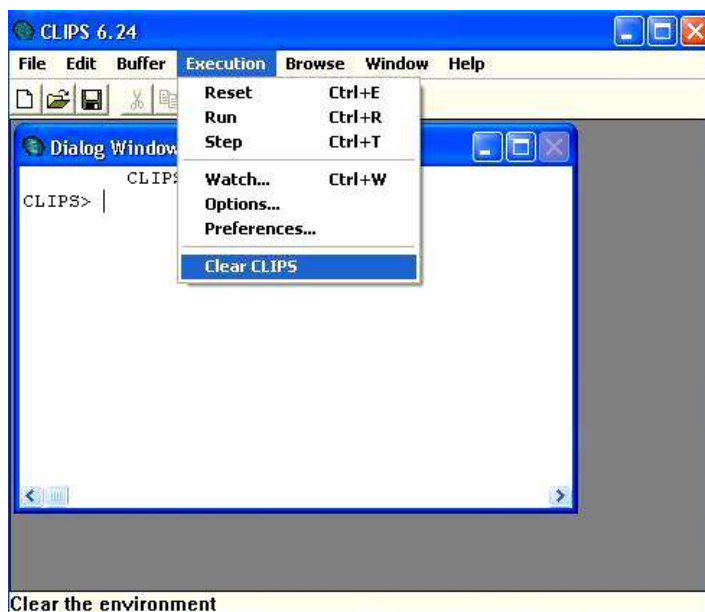 CLIPS 6.24
File Edit Buffer Execution Browse Window Help
Reset Ctrl+E
Run Ctrl+R
Step Ctrl+T
Watch... Ctrl+W
Options...
Preferences...
Clear CLIPS
Dialog Window
CLIPS>
Clear the environment